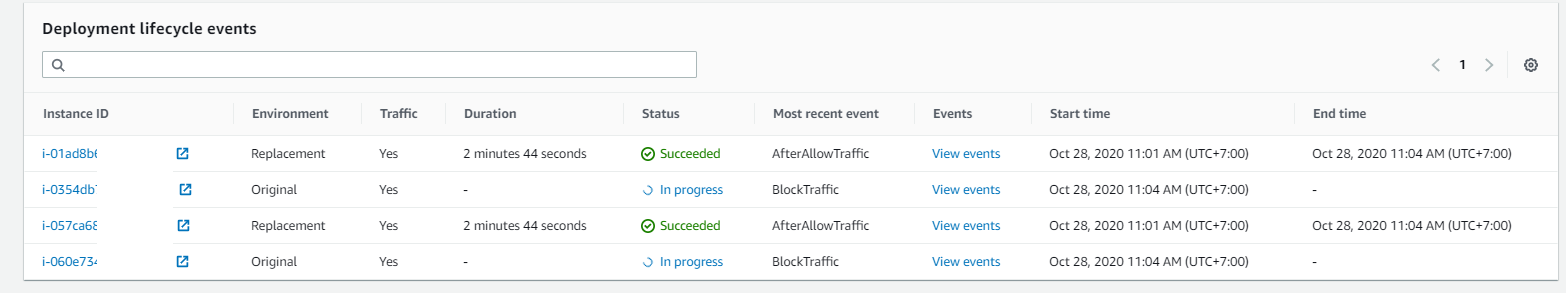 Deployment lifecycle events
1
Instance ID Environment Traffic Duration Status Most recent event Events Start time End time
i-01ad8b6 Replacement Yes 2 minutes 44 seconds Succeeded AfterAllowTraffic View events Oct 28, 2020 11:01 AM (UTC+7:00) Oct 28, 2020 11:04 AM (UTC+7:00)
i-0354db Original Yes - In progress BlockTraffic View events Oct 28, 2020 11:04 AM (UTC+7:00) -
i-057ca68 Replacement Yes 2 minutes 44 seconds Succeeded AfterAllowTraffic View events Oct 28, 2020 11:01 AM (UTC+7:00) Oct 28, 2020 11:04 AM (UTC+7:00)
i-060e734 Original Yes - In progress BlockTraffic View events Oct 28, 2020 11:04 AM (UTC+7:00) -